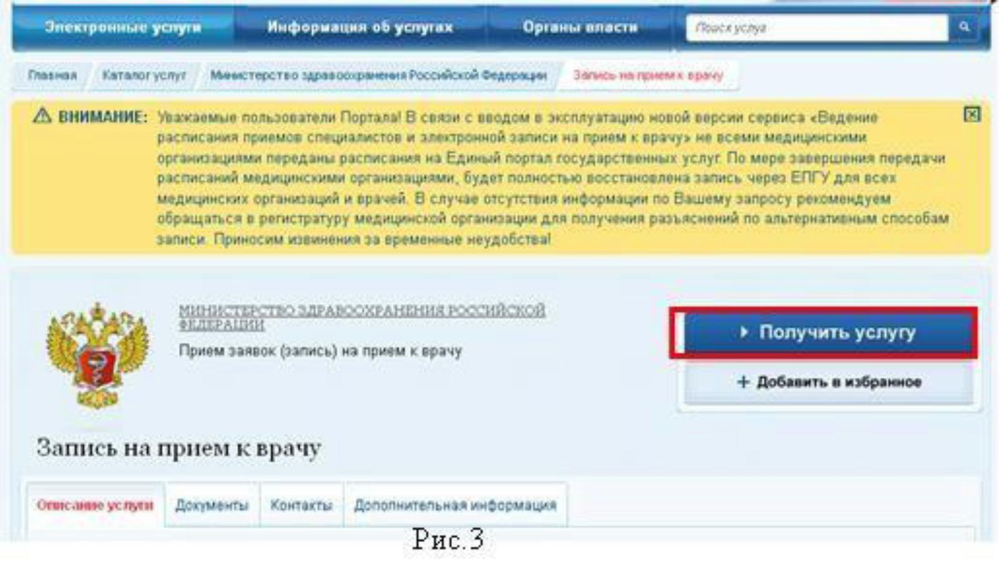 Электронные услуги Информация об услугах Органы власти Поиск услуг
Главная Каталог услуг Министерство здравоохранения Российской Федерации Запись на прием к врачу
ВНИМАНИЕ: Уважаемые пользователи Портала! В связи с вводом в эксплуатацию новой версии сервиса «Ведение
расписания приемов специалистов и электронной записи на прием к врачу» не всеми медицинскими
организациями переданы расписания на Единый портал государственных услуг. По мере завершения передачи
расписаний медицинскими организациями, будет полностью восстановлена запись через ЕПГУ для всех
медицинских организаций и врачей. В случае отсутствия информации по Вашему запросу рекомендуем
обращаться в регистратуру медицинской организации для получения разъяснений по альтернативным способам
записи. Приносим извинения за временные неудобства!
МИНИСТЕРСТВО ЗДРАВООХРАНЕНИЯ РОССИЙСКОЙ
ФЕДЕРАЦИИ
Прием заявок (запись) на прием к врачу
Получить услугу
+ Добавить в избранное
Запись на прием к врачу
Описание услуги Документы Контакты Дополнительная информация
Рис.3